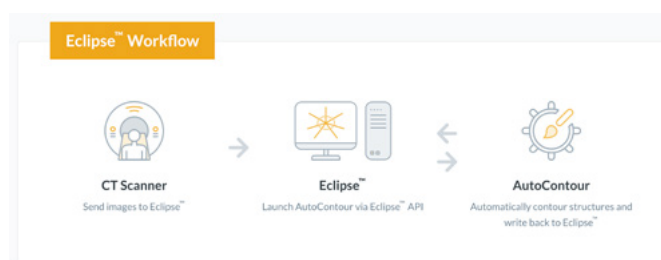 Eclipse™ Workflow
CT Scanner
Send images to Eclipse™
Eclipse™
Launch AutoContour via Eclipse™ API
AutoContour
Automatically contour structures and
write back to Eclipse™